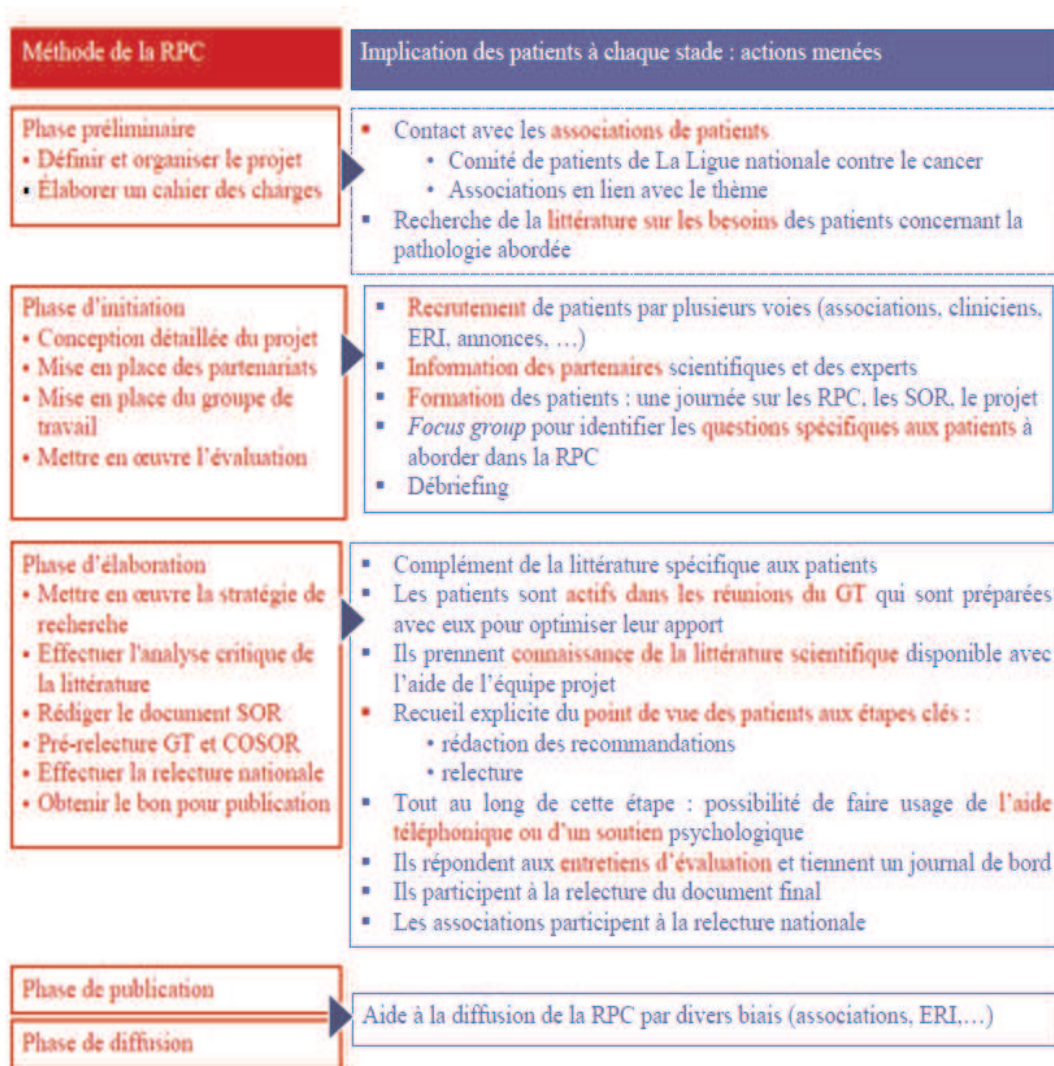 Méthode de la RPC
Implication des patients à chaque stade : actions menées
Phase préliminaire
• Définir et organiser le projet
• Élaborer un cahier des charges
▪ Contact avec les associations de patients
• Comité de patients de La Ligue nationale contre le cancer
• Associations en lien avec le thème
▪ Recherche de la littérature sur les besoins des patients concernant la
pathologie abordée
Phase d’initiation
• Conception détaillée du projet
• Mise en place des partenariats
• Mise en place du groupe de
travail
• Mettre en œuvre l’évaluation
▪ Recrutement de patients par plusieurs voies (associations, cliniciens,
ERI, annonces, …)
▪ Information des partenaires scientifiques et des experts
▪ Formation des patients : une journée sur les RPC, les SOR, le projet
▪ Focus group pour identifier les questions spécifiques aux patients à
aborder dans la RPC
▪ Débriefing
Phase d’élaboration
• Mettre en œuvre la stratégie de
recherche
• Effectuer l'analyse critique de
la littérature
• Rédiger le document SOR
• Pré-relecture GT et COSOR
• Effectuer la relecture nationale
• Obtenir le bon pour publication
▪ Complément de la littérature spécifique aux patients
▪ Les patients sont actifs dans les réunions du GT qui sont préparées
avec eux pour optimiser leur apport
▪ Ils prennent connaissance de la littérature scientifique disponible avec
l’aide de l’équipe projet
▪ Recueil explicite du point de vue des patients aux étapes clés :
• rédaction des recommandations
• relecture
▪ Tout au long de cette étape : possibilité de faire usage de l’aide
téléphonique ou d’un soutien psychologique
▪ Ils répondent aux entretiens d’évaluation et tiennent un journal de bord
▪ Ils participent à la relecture du document final
▪ Les associations participent à la relecture nationale
Phase de publication
Phase de diffusion
Aide à la diffusion de la RPC par divers biais (associations, ERI,…)